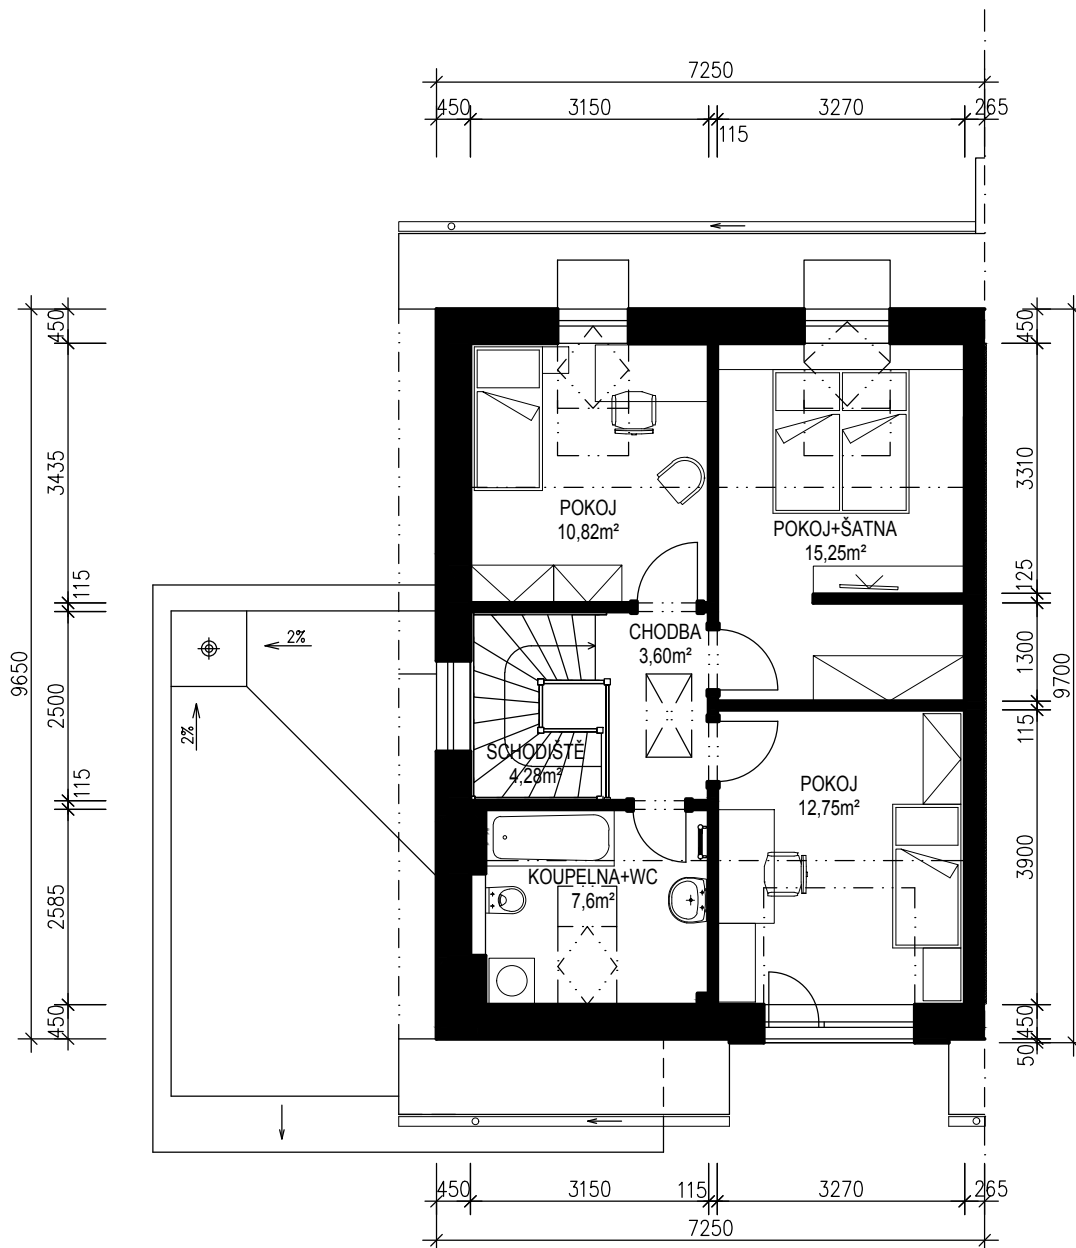 7250
450
3150
3270
265
115
450
3435
115
2500
115
2585
450
9650
450
3310
125
1300
115
3900
450
50
9700
POKOJ
10,82m²
POKOJ+ŠATNA
15,25m²
CHODBA
3,60m²
2%
2%
SCHODIŠTĚ
4,28m²
POKOJ
12,75m²
KOUPELNA+WC
7,6m²
450
3150
115
3270
265
7250